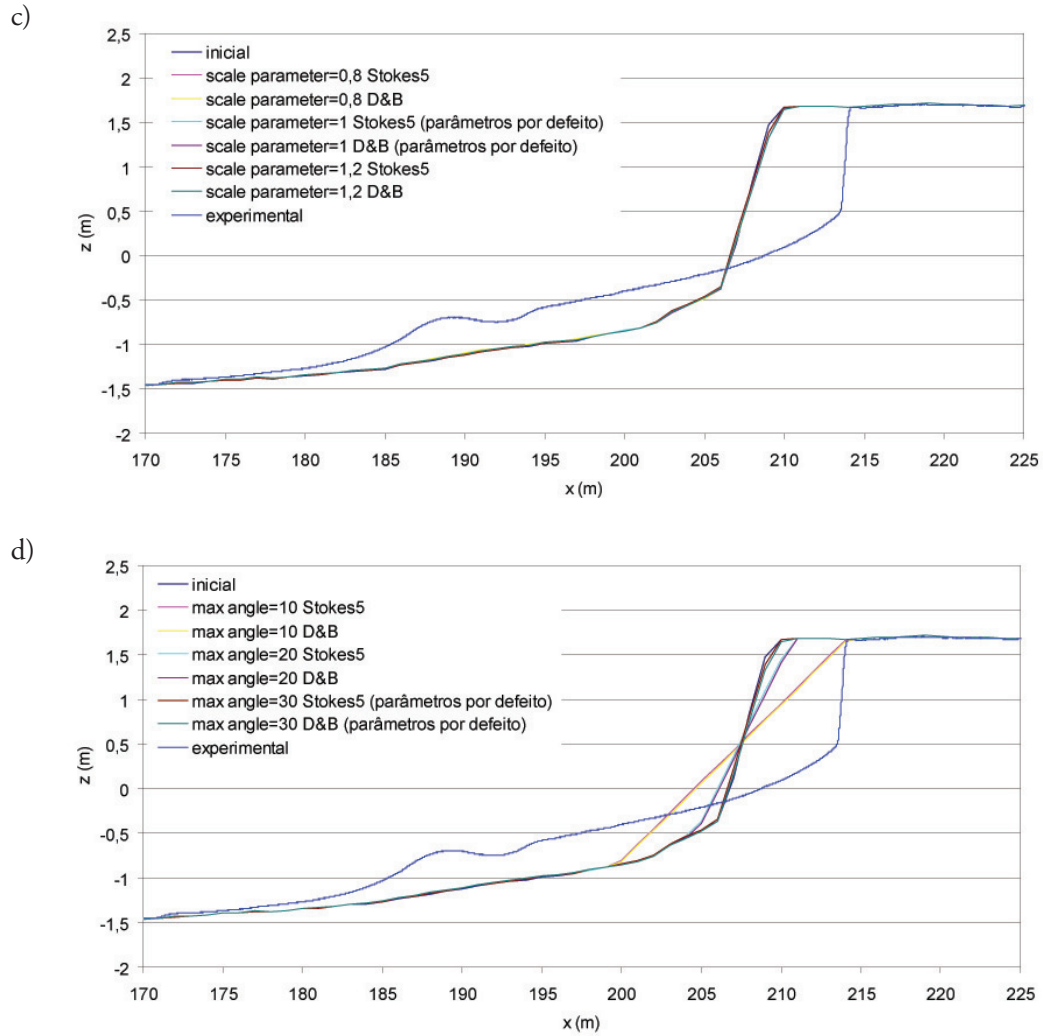 c)
2,5
2
1,5
1
0,5
0
-0,5
-1
-1,5
-2
z (m)
inicial
scale parameter=0,8 Stokes5
scale parameter=0,8 D&B
scale parameter=1 Stokes5 (parâmetros por defeito)
scale parameter=1 D&B (parâmetros por defeito)
scale parameter=1,2 Stokes5
scale parameter=1,2 D&B
experimental
170 175 180 185 190 195 200 205 210 215 220 225
x (m)
d)
2,5
2
1,5
1
0,5
0
-0,5
-1
-1,5
-2
z (m)
inicial
max angle=10 Stokes5
max angle=10 D&B
max angle=20 Stokes5
max angle=20 D&B
max angle=30 Stokes5 (parâmetros por defeito)
max angle=30 D&B (parâmetros por defeito)
experimental
170 175 180 185 190 195 200 205 210 215 220 225
x (m)